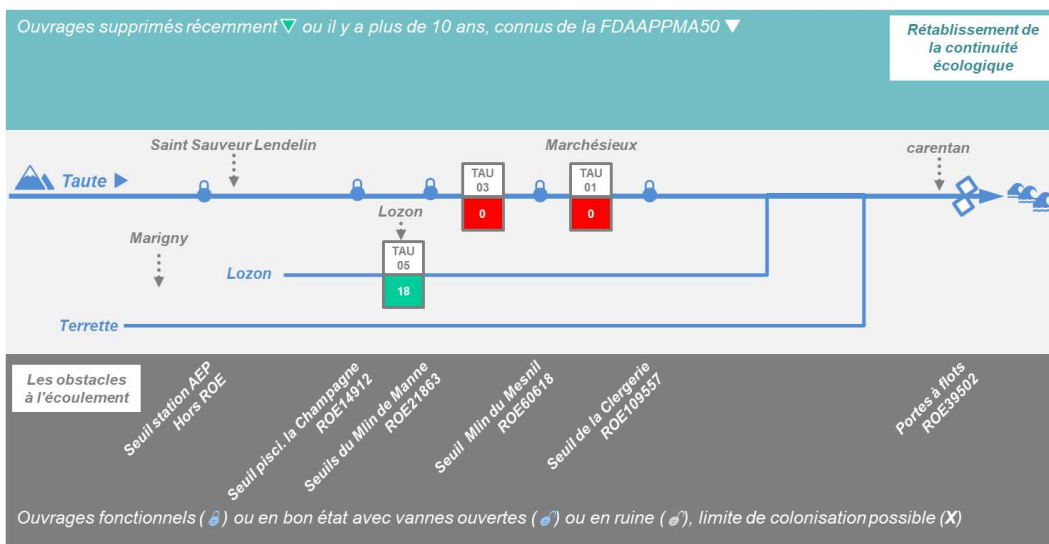 Ouvrages supprimés récemment ou il y a plus de 10 ans, connus de la FDAAPPMA50
Rétablissement de
la continuité
écologique
Saint Sauveur Lendelin
Marchésieux
carentan
Taute
TAU
03
0
TAU
01
0
Lozon
Marigny
TAU
05
18
Lozon
Terrette
Les obstacles
à l'écoulement
Seuil station AEP
Hors ROE
Seuil pisci. la Champagne
ROE14912
Seuils du Mlin de Manne
ROE21863
Seuil Mlin du Mesnil
ROE60618
Seuil de la Clergerie
ROE109557
Portes à flots
ROE39502
Ouvrages fonctionnels ( ) ou en bon état avec vannes ouvertes ( ) ou en ruine ( ), limite de colonisation possible (X)